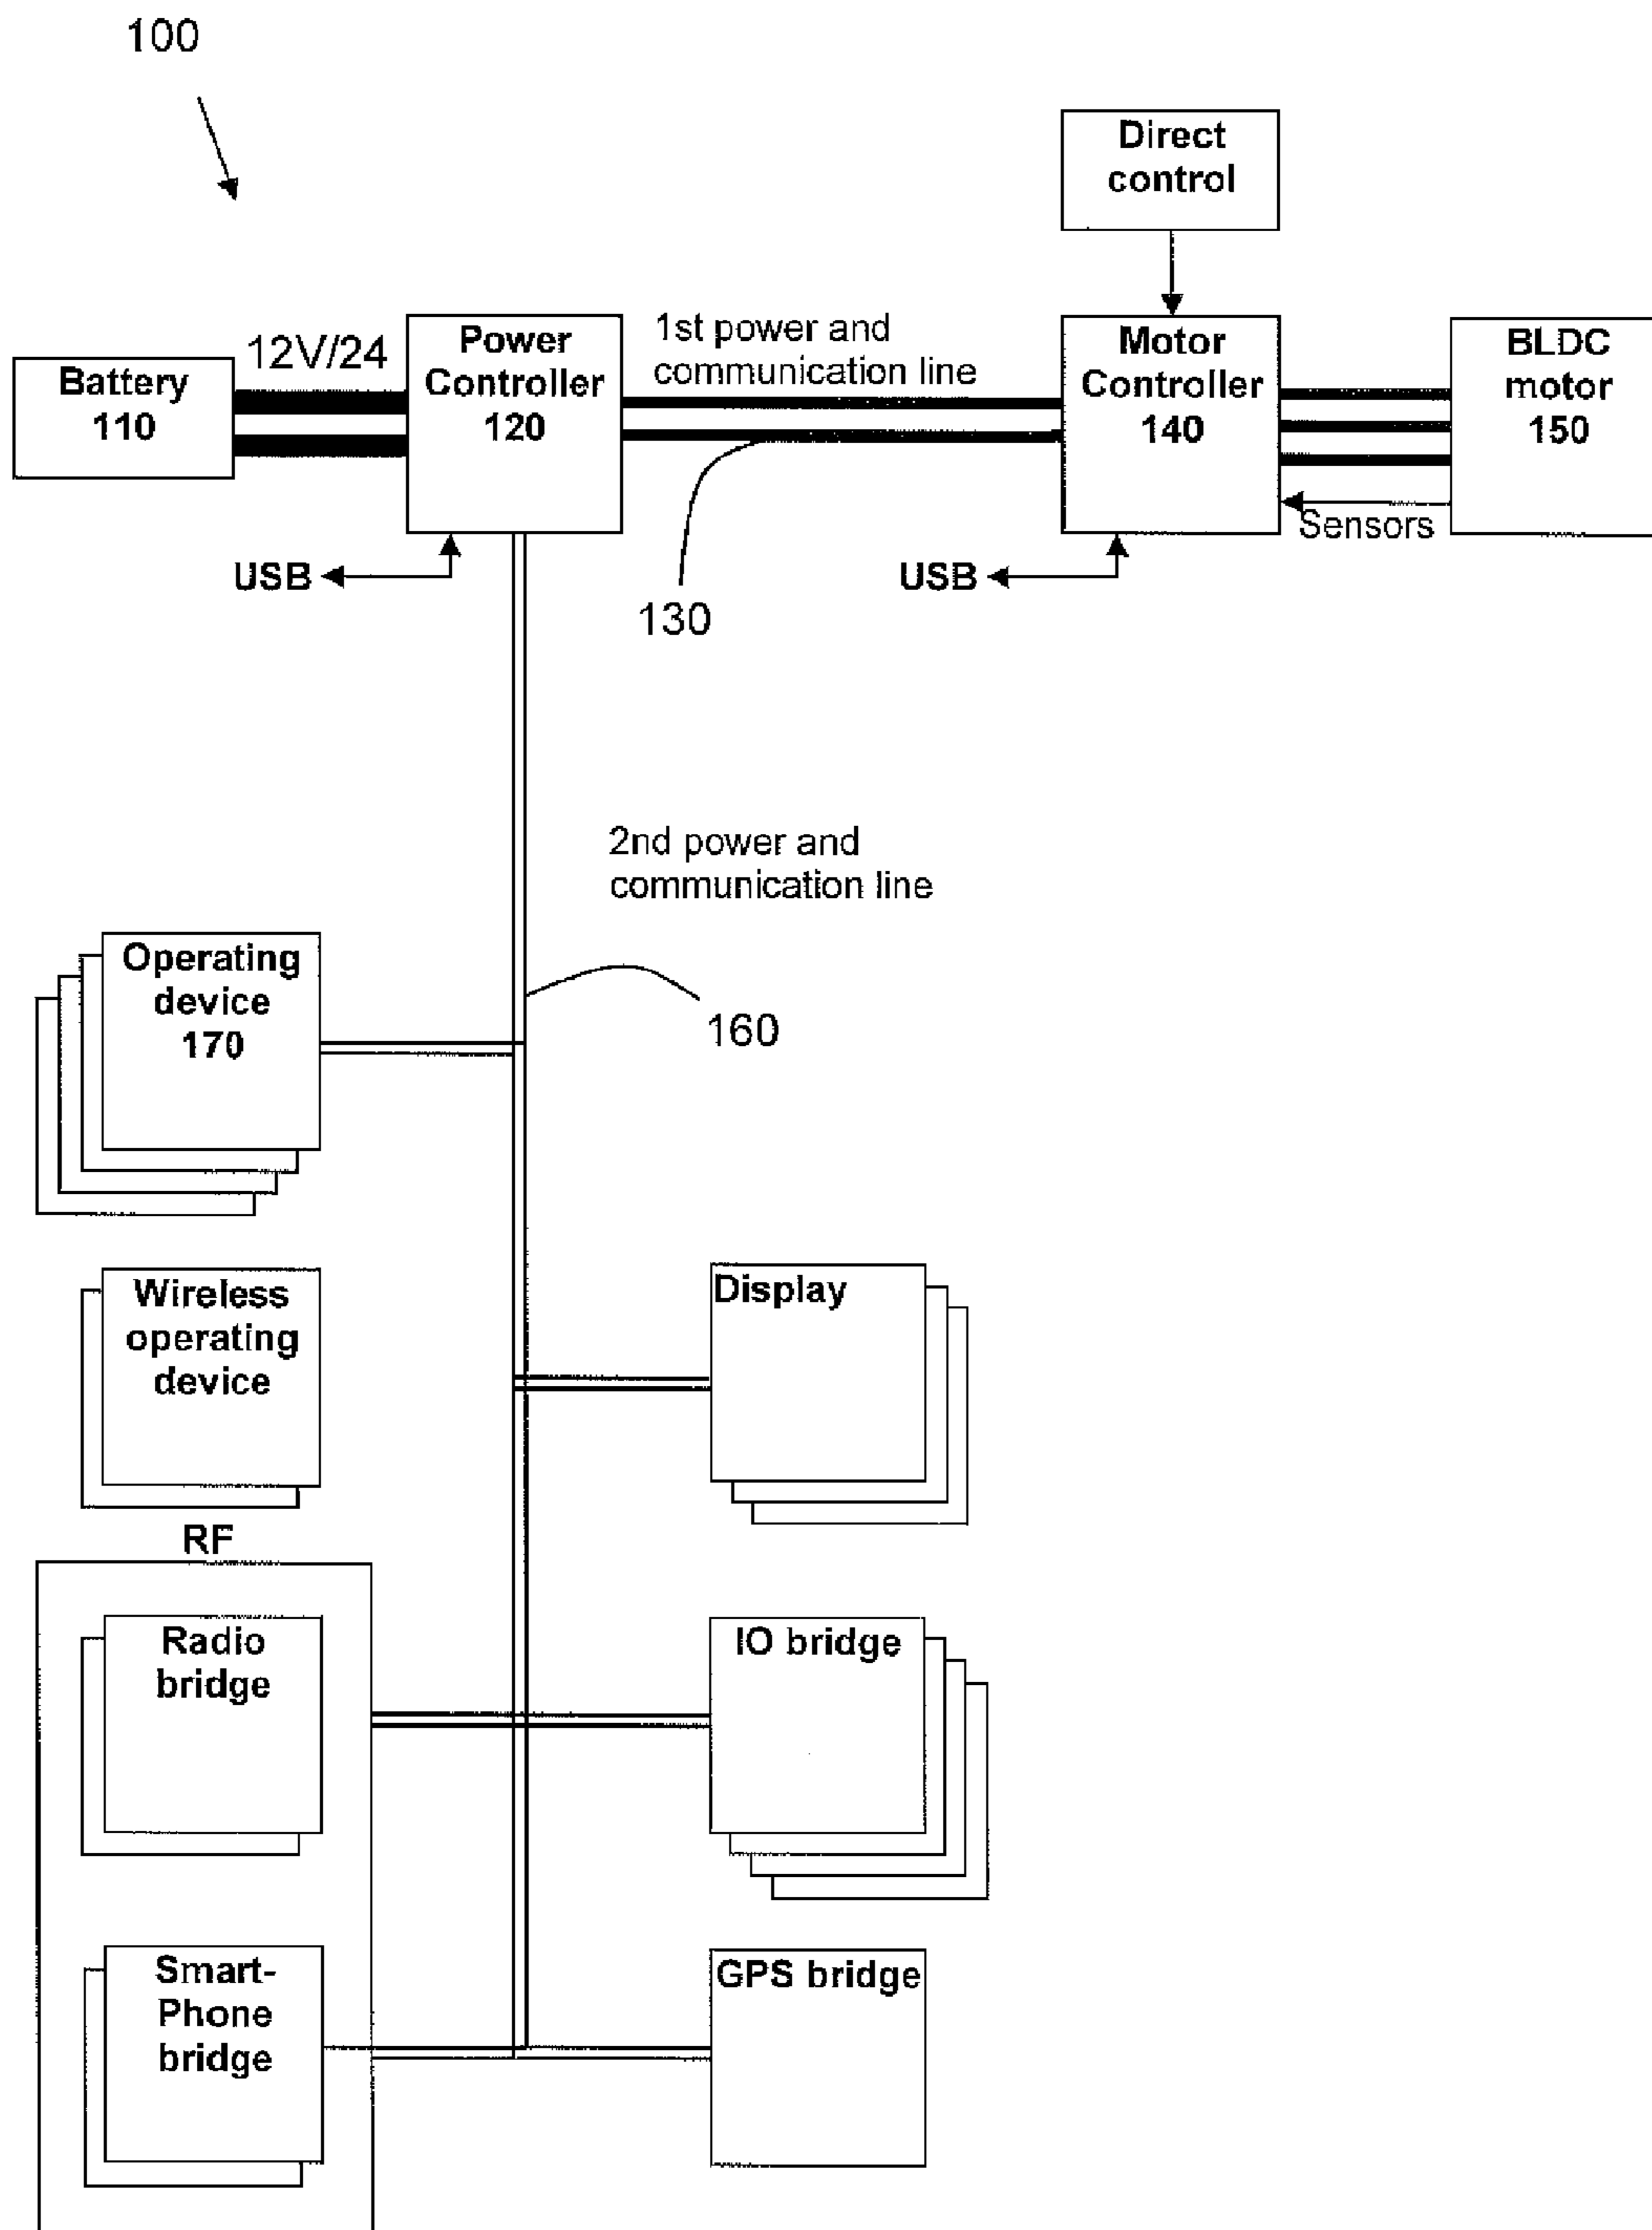 100
Direct
control
12V/24
Battery
110
Power
Controller
120
1st power and
communication line
Motor
Controller
140
BLDC
motor
150
Sensors
USB
USB
130
2nd power and
communication line
160
Operating
device
170
Wireless
operating
device
Display
RF
Radio
bridge
IO bridge
Smart-
Phone
bridge
GPS bridge